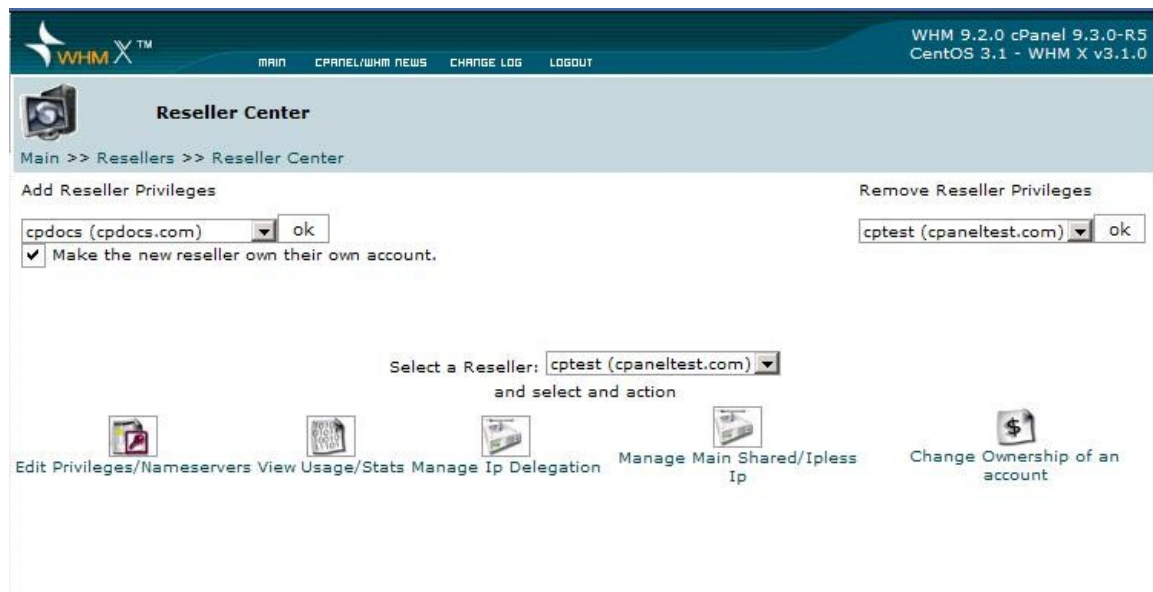 WHM X ™
MAIN CPANEL/WHM NEWS CHANGE LOG LOGOUT
WHM 9.2.0 cPanel 9.3.0-R5
CentOS 3.1 - WHM X v3.1.0
Reseller Center
Main >> Resellers >> Reseller Center
Add Reseller Privileges
cpdocs (cpdocs.com) ok
Make the new reseller own their own account.
Remove Reseller Privileges
cptest (cpaneltest.com) ok
Select a Reseller: cptest (cpaneltest.com)
and select and action
Edit Privileges/Nameservers View Usage/Stats Manage Ip Delegation
Manage Main Shared/Ipless
Ip
Change Ownership of an
account